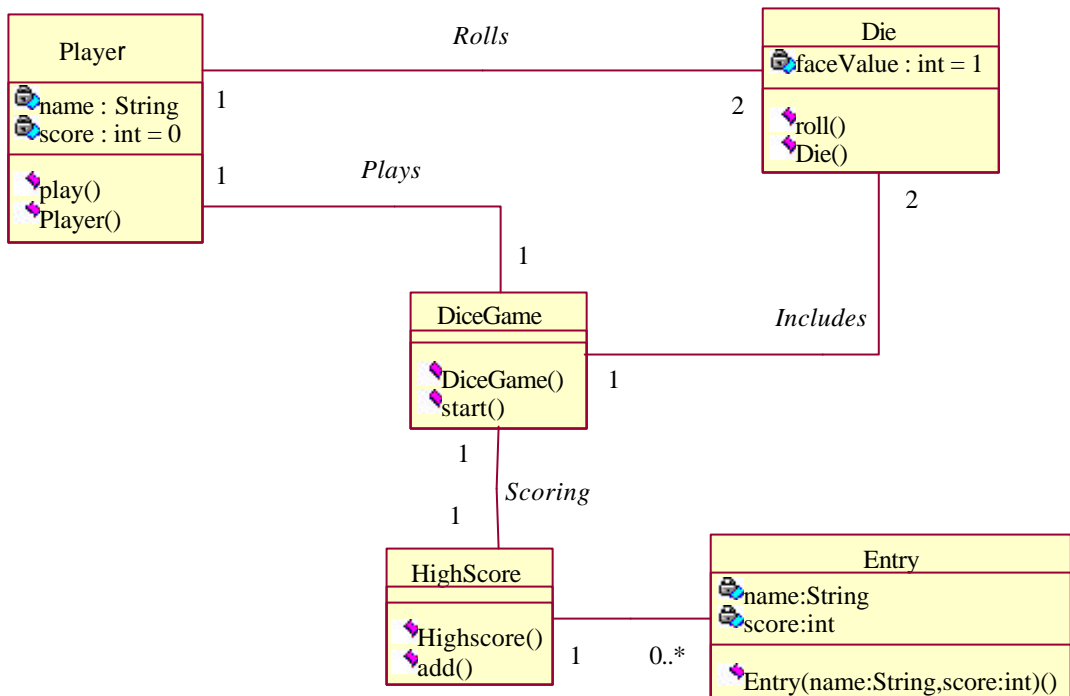 Player
name : String
score : int = 0
play()
Player()
Rolls
1
2
Die
faceValue : int = 1
roll()
Die()
1
Plays
1
2
Includes
1
DiceGame
DiceGame()
start()
1
Scoring
1
HighScore
Highscore()
add()
1
0..*
Entry
name:String
score:int
Entry(name:String,score:int)()